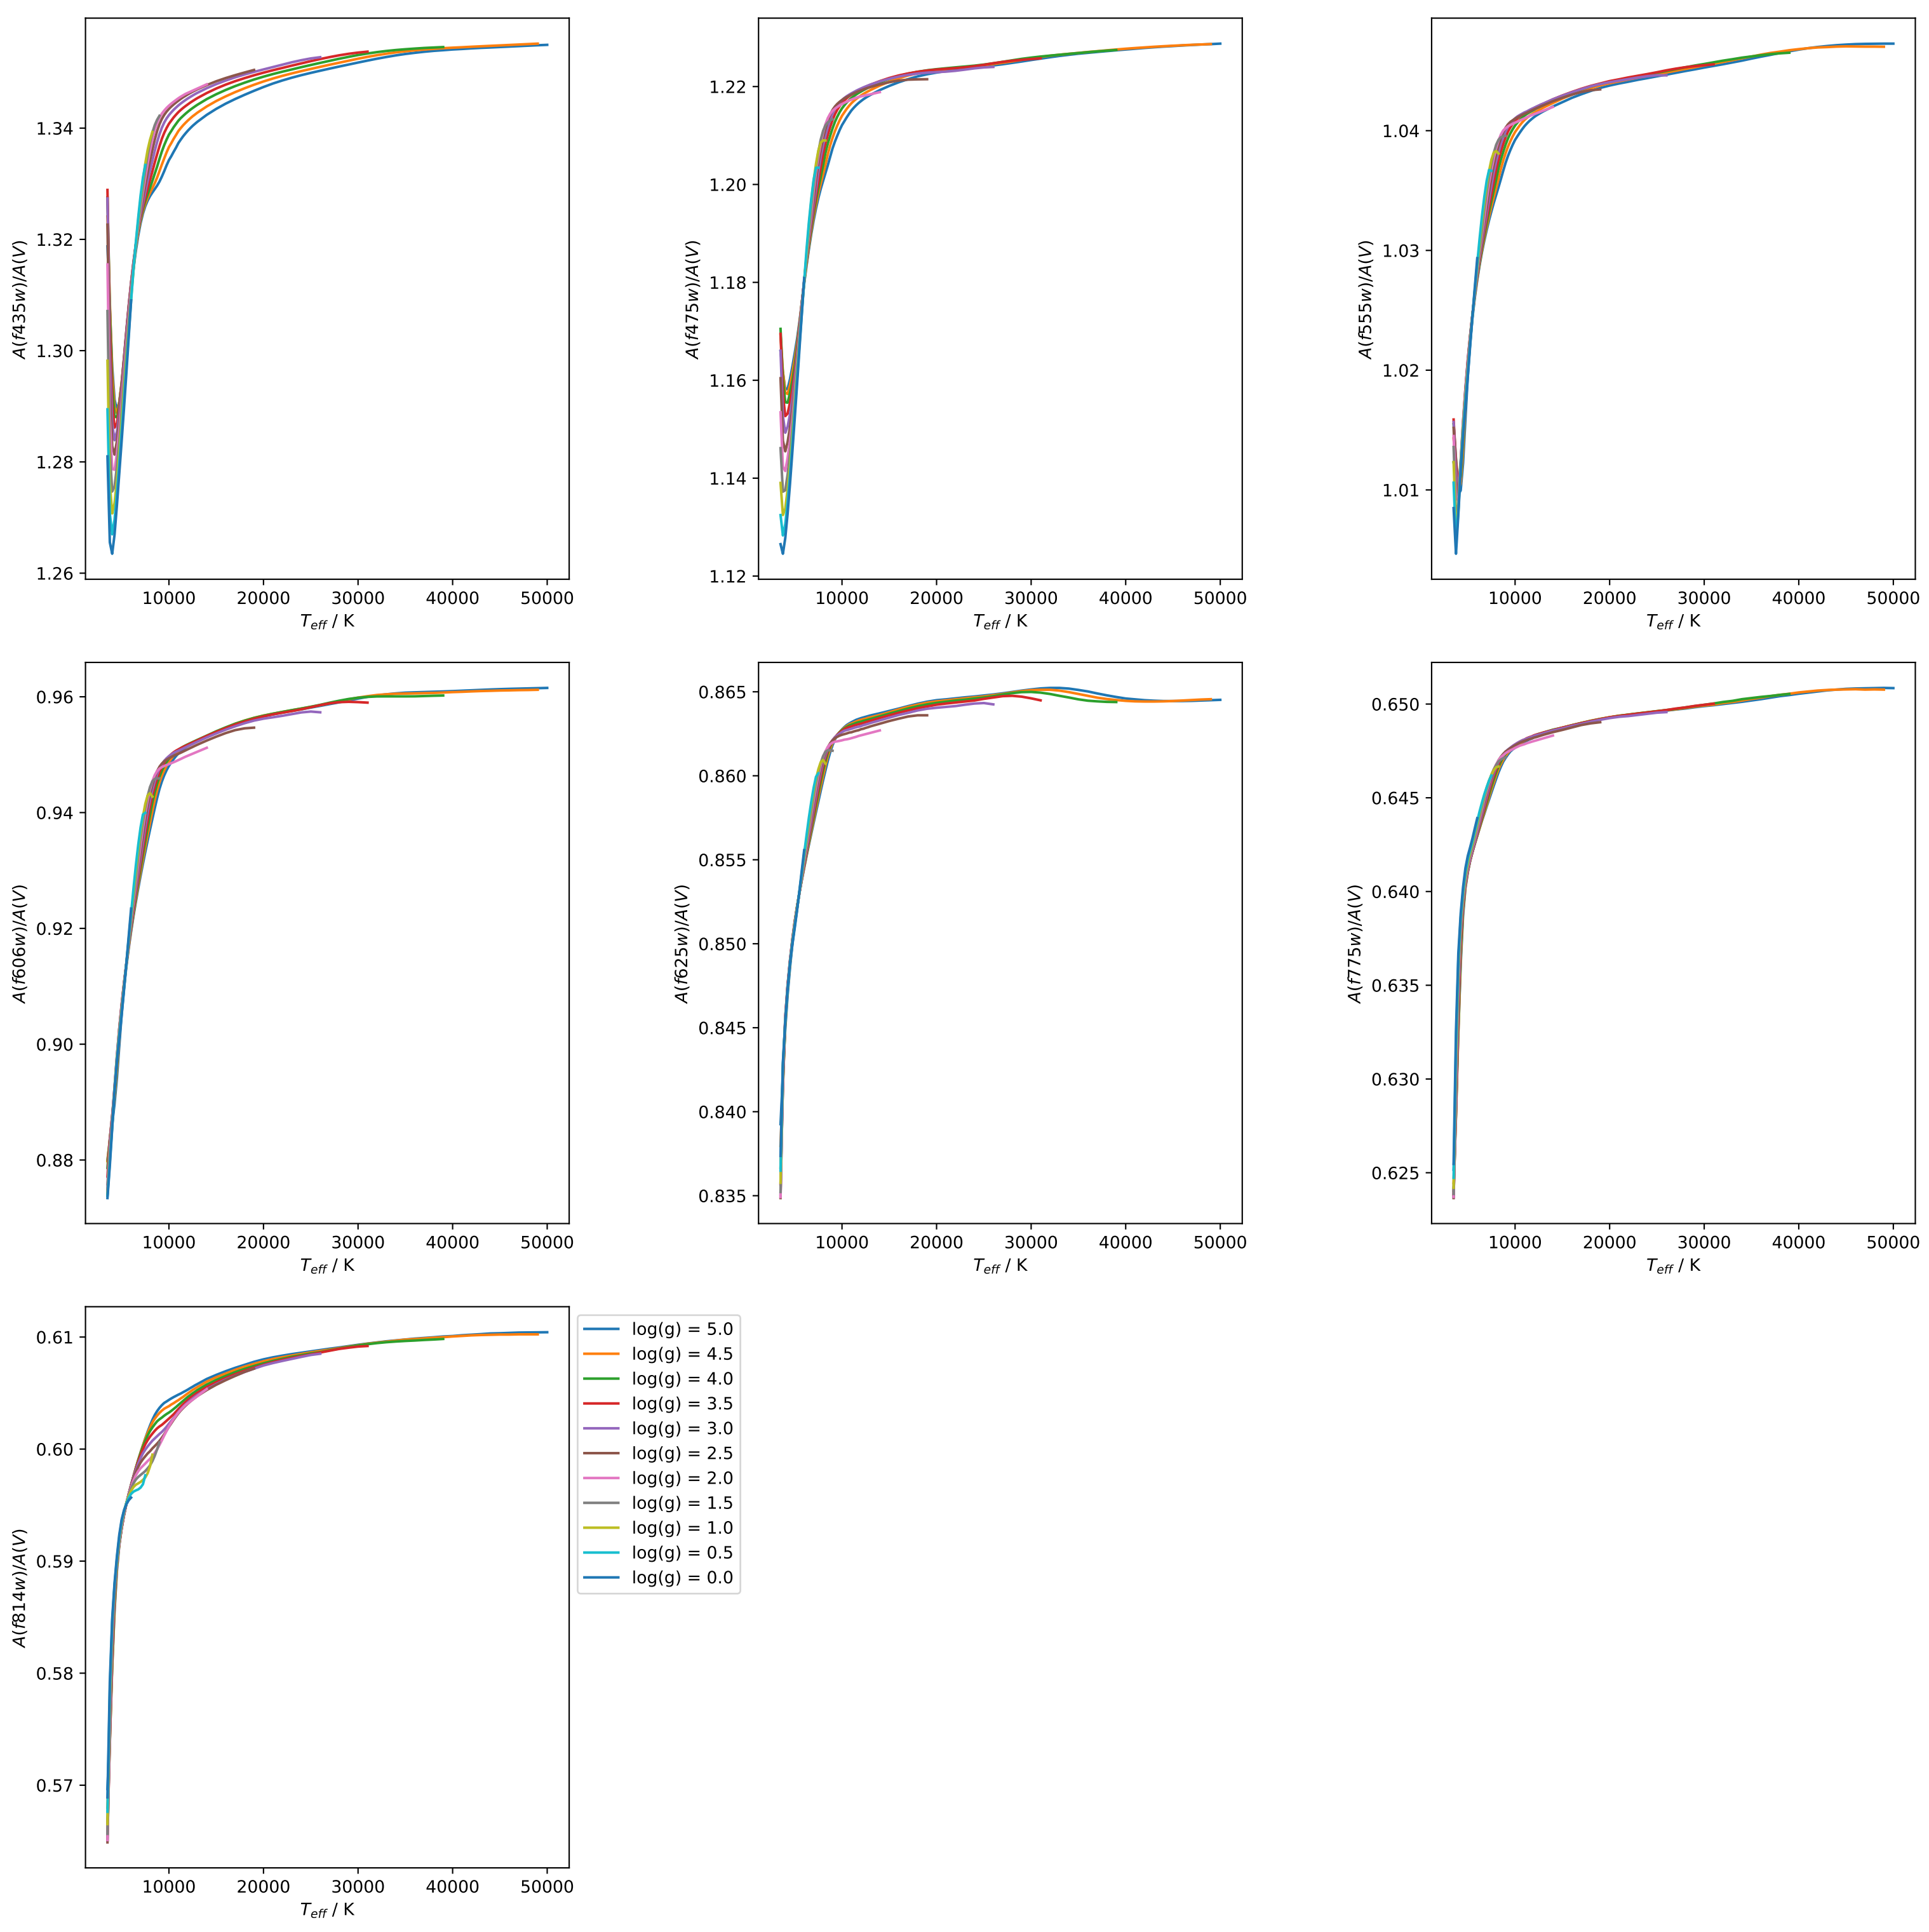 A(f435w)/A(V)
1.34
1.32
1.30
1.28
1.26
10000 20000 30000 40000 50000
T_eff / K
A(f475w)/A(V)
1.22
1.20
1.18
1.16
1.14
1.12
10000 20000 30000 40000 50000
T_eff / K
A(f555w)/A(V)
1.04
1.03
1.02
1.01
10000 20000 30000 40000 50000
T_eff / K
A(f606w)/A(V)
0.96
0.94
0.92
0.90
0.88
10000 20000 30000 40000 50000
T_eff / K
A(f625w)/A(V)
0.865
0.860
0.855
0.850
0.845
0.840
0.835
10000 20000 30000 40000 50000
T_eff / K
A(f775w)/A(V)
0.650
0.645
0.640
0.635
0.630
0.625
10000 20000 30000 40000 50000
T_eff / K
A(f814w)/A(V)
0.61
0.60
0.59
0.58
0.57
10000 20000 30000 40000 50000
T_eff / K
log(g) = 5.0
log(g) = 4.5
log(g) = 4.0
log(g) = 3.5
log(g) = 3.0
log(g) = 2.5
log(g) = 2.0
log(g) = 1.5
log(g) = 1.0
log(g) = 0.5
log(g) = 0.0